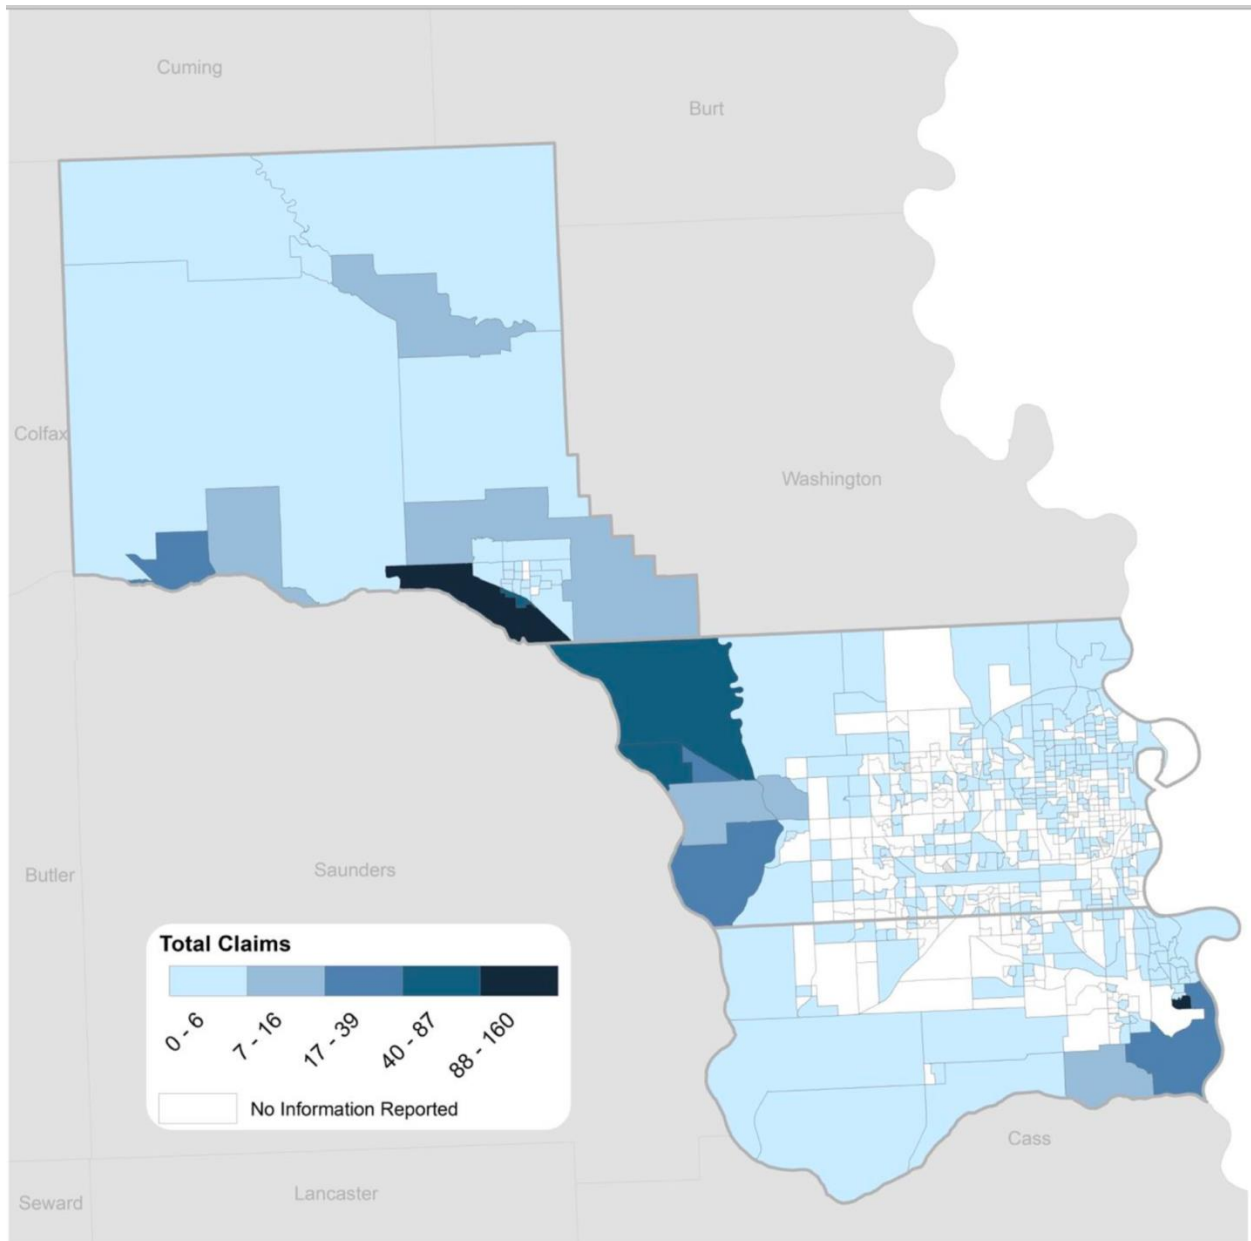 Cuming
Burt
Colfax
Washington
Butler
Saunders
Total Claims
0 - 6
7 - 16
17 - 39
40 - 87
88 - 160
No Information Reported
Cass
Seward
Lancaster